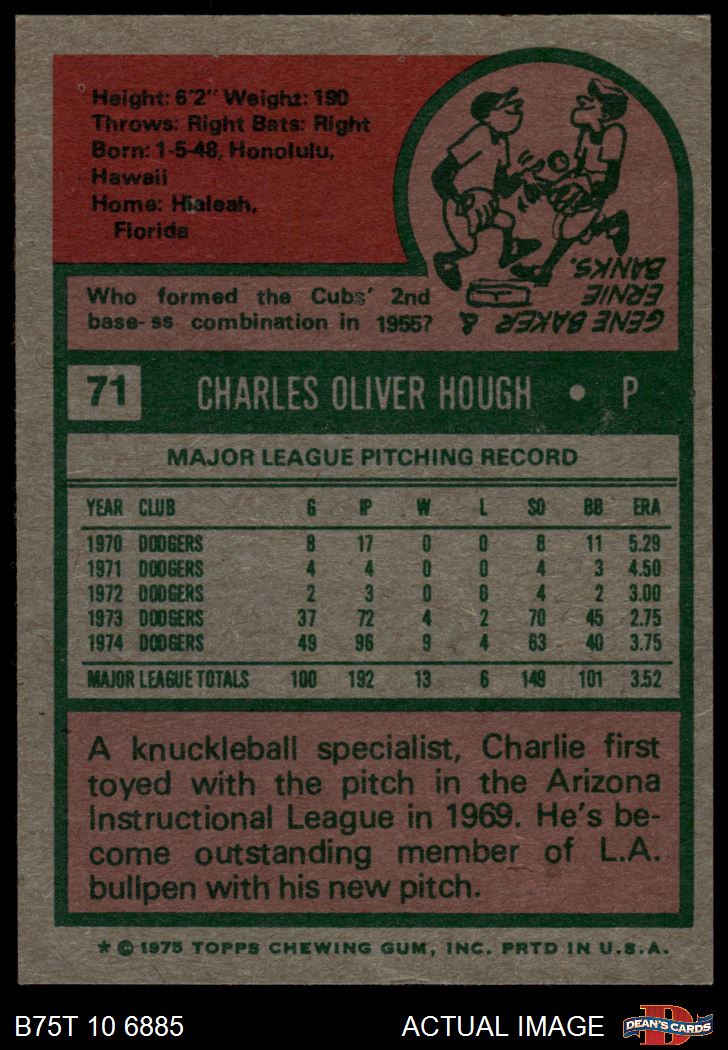 Height: 6'2" Weight: 190
Throws: Right Bats: Right
Born: 1-5-48, Honolulu,
Hawaii
Home: Hialeah,
Florida
Who formed the Cubs' 2nd
base-ss combination in 1955?
GENE BAKER &
ERNIE
BANKS.
71 CHARLES OLIVER HOUGH • P
MAJOR LEAGUE PITCHING RECORD
YEAR CLUB G IP W L SO BB ERA
1970 DODGERS 8 17 0 0 8 11 5.29
1971 DODGERS 4 4 0 0 4 3 4.50
1972 DODGERS 2 3 0 0 4 2 3.00
1973 DODGERS 37 72 4 2 70 45 2.75
1974 DODGERS 49 96 9 4 63 40 3.75
MAJOR LEAGUE TOTALS 100 192 13 6 149 101 3.52
A knuckleball specialist, Charlie first
toyed with the pitch in the Arizona
Instructional League in 1969. He's be-
come outstanding member of L.A.
bullpen with his new pitch.
* © 1975 TOPPS CHEWING GUM, INC. PRTD IN U.S.A.
B75T 10 6885 ACTUAL IMAGE
D
DEAN'S CARDS